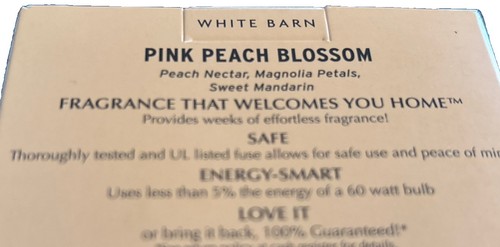 WHITE BARN
PINK PEACH BLOSSOM
Peach Nectar, Magnolia Petals,
Sweet Mandarin
FRAGRANCE THAT WELCOMES YOU HOME™
Provides weeks of effortless fragrance!
SAFE
Thoroughly tested and UL listed fuse allows for safe use and peace of
ENERGY-SMART
Uses less than 5% the energy of a 60 watt bulb
LOVE IT
or bring it back, 100% Guaranteed!*